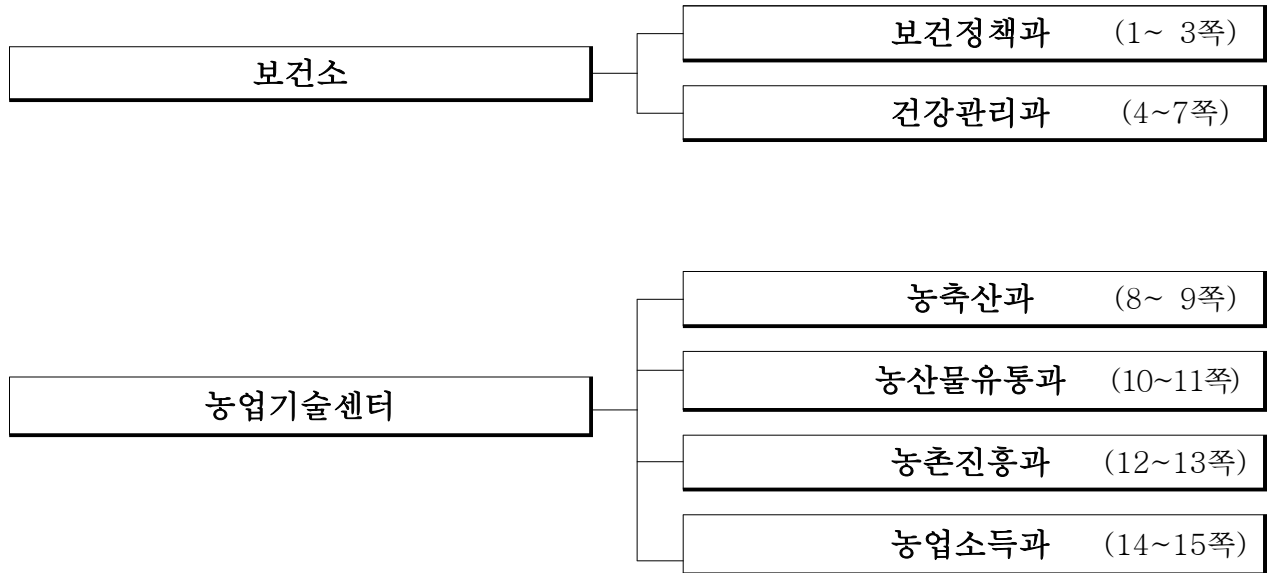 보건정책과 (1~ 3쪽)
보건소
건강관리과 (4~7쪽)
농축산과 (8~ 9쪽)
농산물유통과 (10~11쪽)
농업기술센터
농촌진흥과 (12~13쪽)
농업소득과 (14~15쪽)